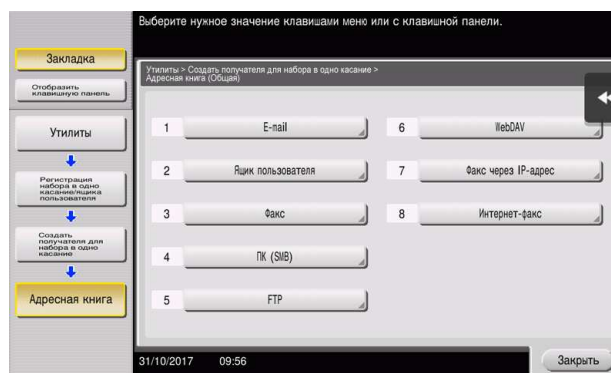 Выберите нужное значение клавишами меню или с клавишной панели.
Закладка
Отобразить
клавишную панель
Утилиты
Регистрация
набора в одно
касание/ящика
пользователя
Создать
получателя для
набора в одно
касание
Адресная книга
Утилиты > Создать получателя для набора в одно касание >
Адресная книга (Общая)
1 E-mail
2 Ящик пользователя
3 Факс
4 ПК (SMB)
5 FTP
6 WebDAV
7 Факс через IP-адрес
8 Интернет-факс
31/10/2017 09:56
Закрыть